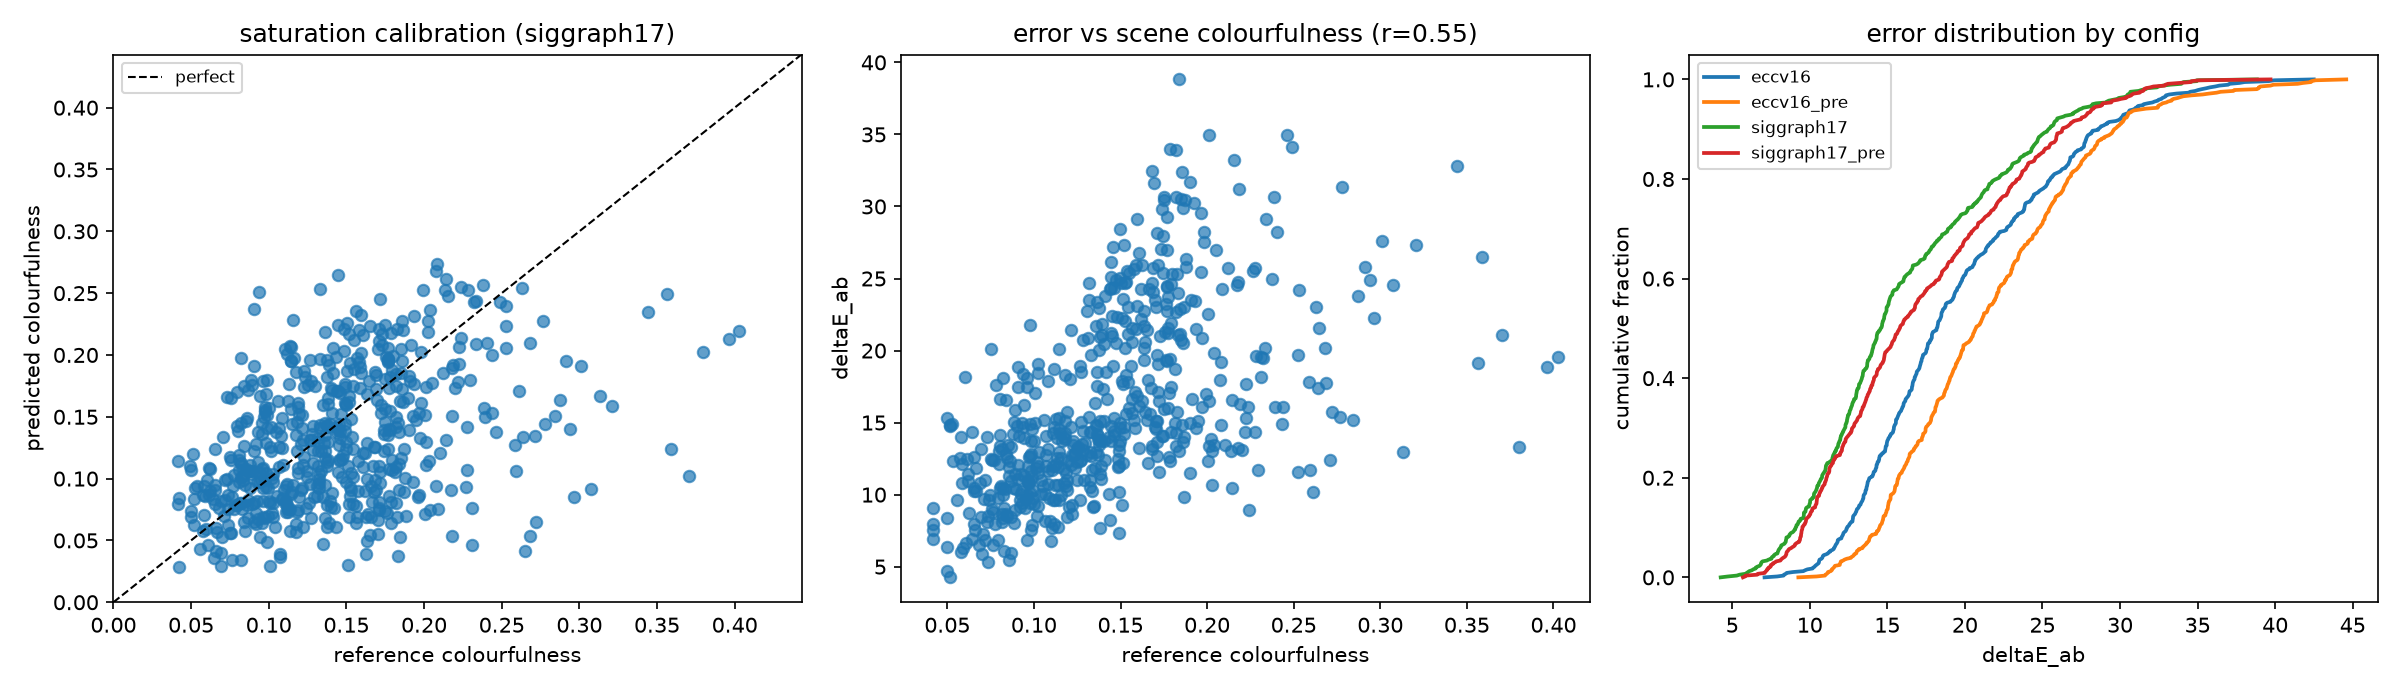 saturation calibration (siggraph17)
perfect
predicted colourfulness
0.40
0.35
0.30
0.25
0.20
0.15
0.10
0.05
0.00
0.00 0.05 0.10 0.15 0.20 0.25 0.30 0.35 0.40
reference colourfulness
error vs scene colourfulness (r=0.55)
deltaE_ab
40
35
30
25
20
15
10
5
0.05 0.10 0.15 0.20 0.25 0.30 0.35 0.40
reference colourfulness
error distribution by config
eccv16
eccv16_pre
siggraph17
siggraph17_pre
cumulative fraction
1.0
0.8
0.6
0.4
0.2
0.0
5 10 15 20 25 30 35 40 45
deltaE_ab